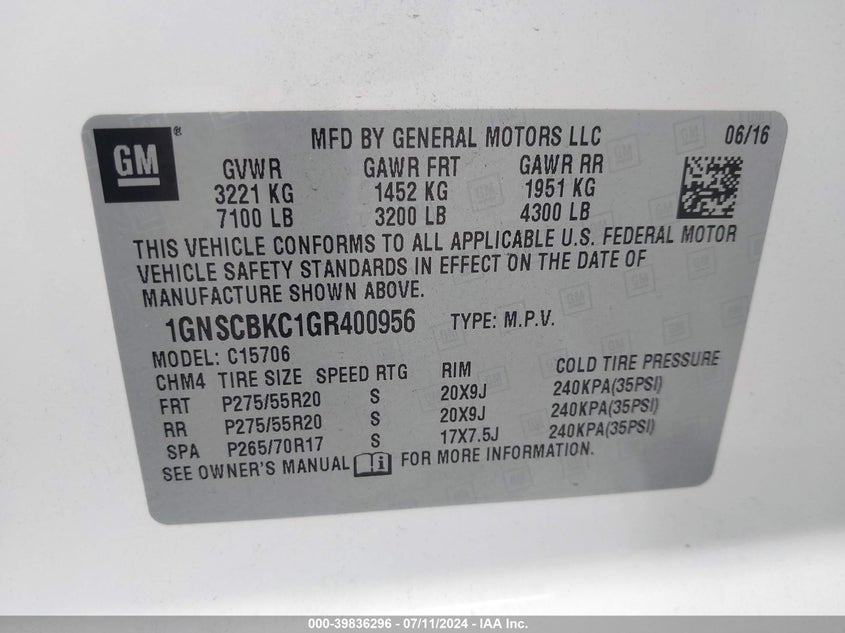 GM®
MFD BY GENERAL MOTORS LLC 06/16
GVWR GAWR FRT GAWR RR
3221 KG 1452 KG 1951 KG
7100 LB 3200 LB 4300 LB
THIS VEHICLE CONFORMS TO ALL APPLICABLE U.S. FEDERAL MOTOR
VEHICLE SAFETY STANDARDS IN EFFECT ON THE DATE OF
MANUFACTURE SHOWN ABOVE.
1GNSCBKC1GR400956 TYPE: M.P.V.
MODEL: C15706
CHM4 TIRE SIZE SPEED RTG RIM COLD TIRE PRESSURE
FRT P275/55R20 S 20X9J 240KPA(35PSI)
RR P275/55R20 S 20X9J 240KPA(35PSI)
SPA P265/70R17 S 17X7.5J 240KPA(35PSI)
SEE OWNER'S MANUAL FOR MORE INFORMATION.
000-39836296 - 07/11/2024 - IAA Inc.